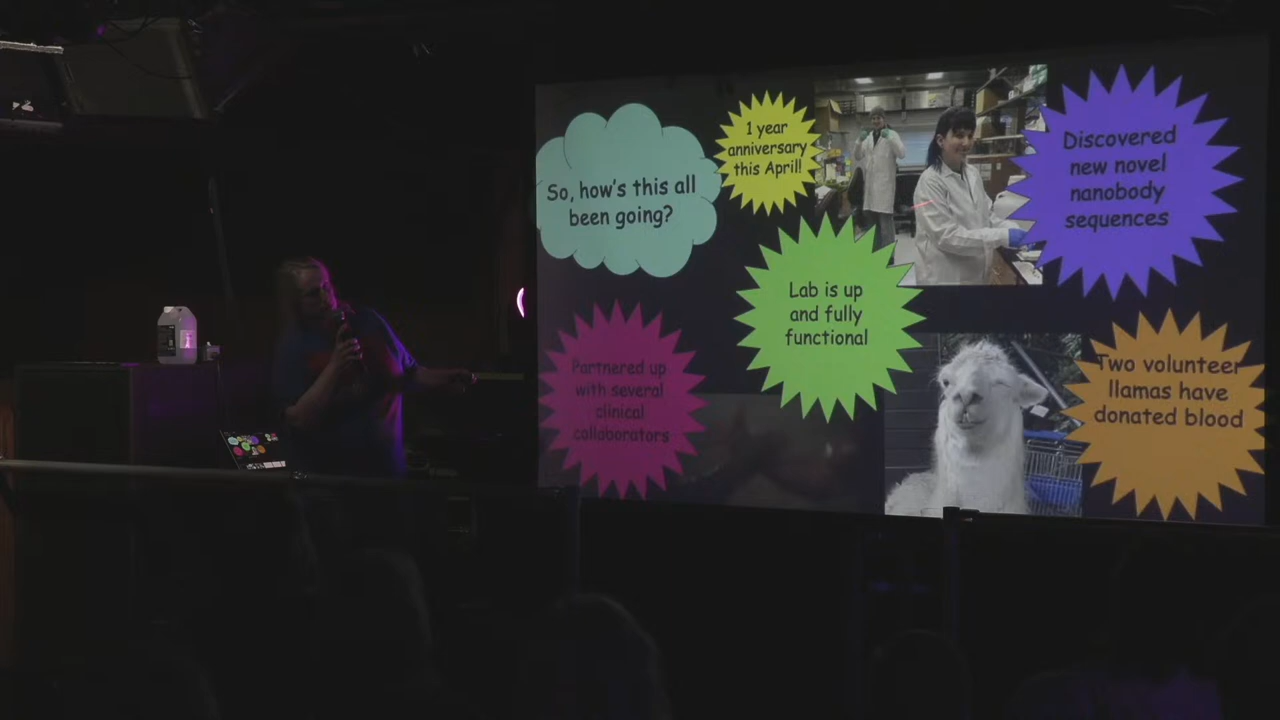 So, how's this all
been going?
1 year
anniversary
this April!
Discovered
new novel
nanobody
sequences
Lab is up
and fully
functional
Partnered up
with several
clinical
collaborators
Two volunteer
llamas have
donated blood